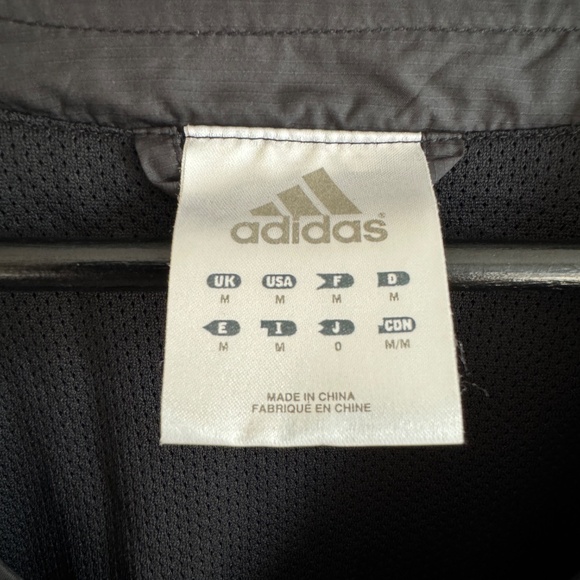 adidas®
UK USA F D
M M M M
E I J CDN
M M O M/M
MADE IN CHINA
FABRIQUÉ EN CHINE